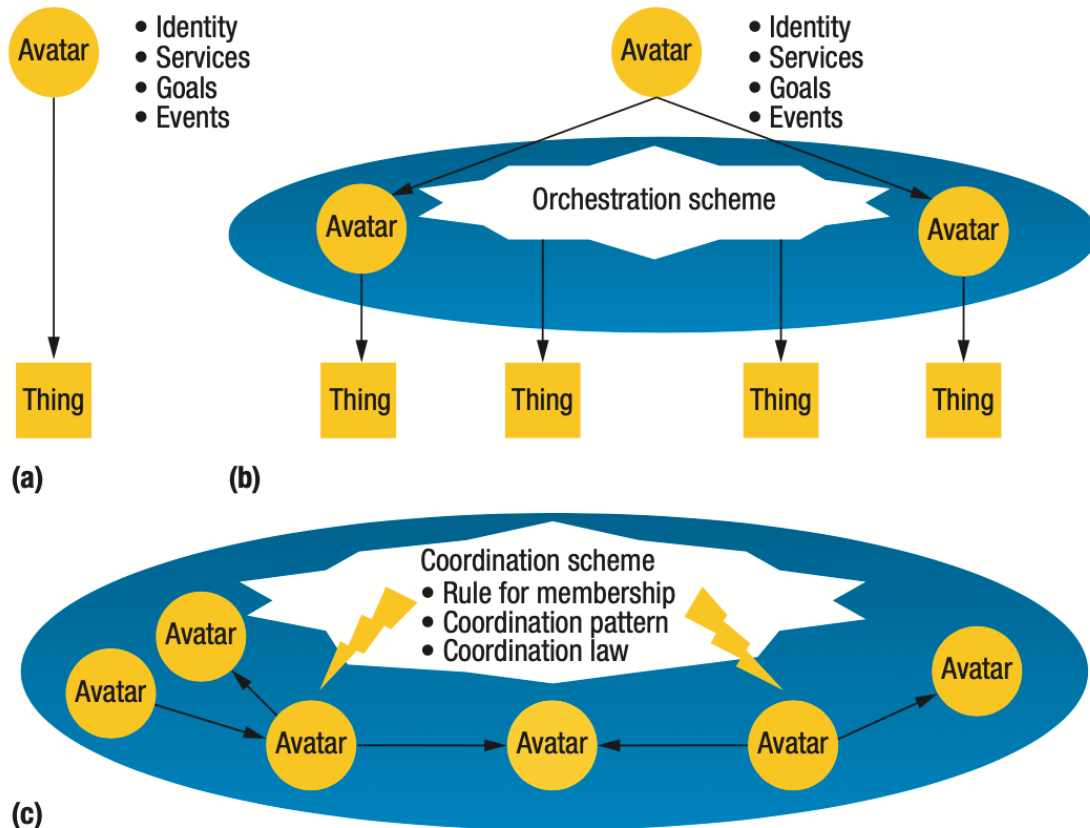 Avatar
• Identity
• Services
• Goals
• Events
Thing
(a)
Avatar
• Identity
• Services
• Goals
• Events
Orchestration scheme
Avatar
Avatar
Thing
Thing
Thing
Thing
(b)
Coordination scheme
• Rule for membership
• Coordination pattern
• Coordination law
Avatar
Avatar
Avatar
Avatar
Avatar
Avatar
(c)